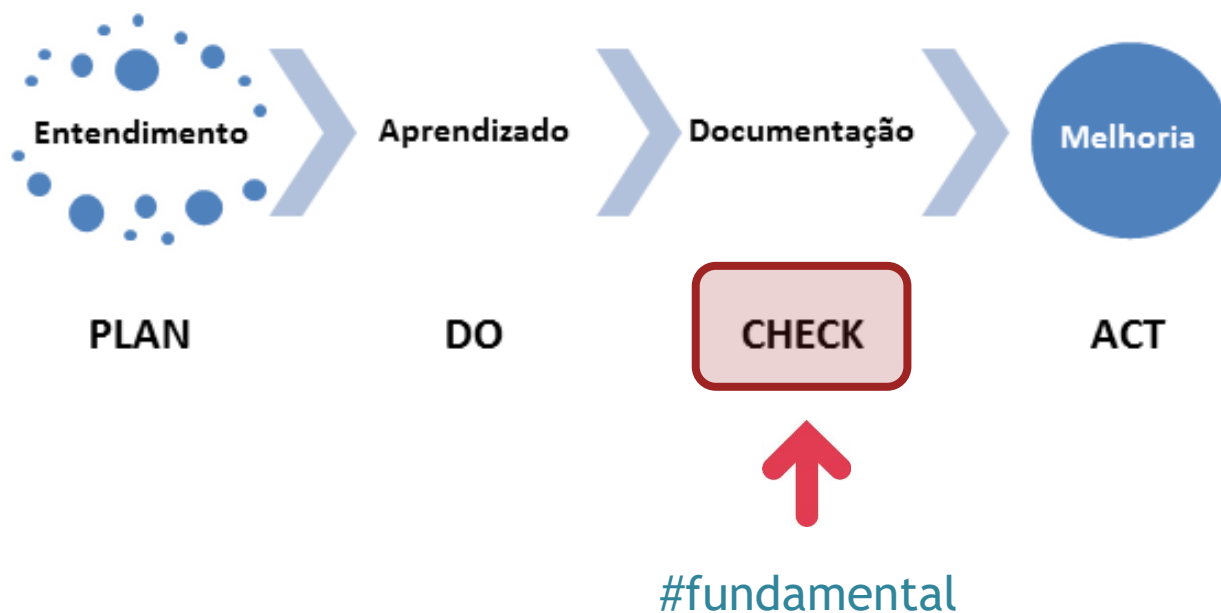 Entendimento
Aprendizado
Documentação
Melhoria
PLAN
DO
CHECK
ACT
#fundamental